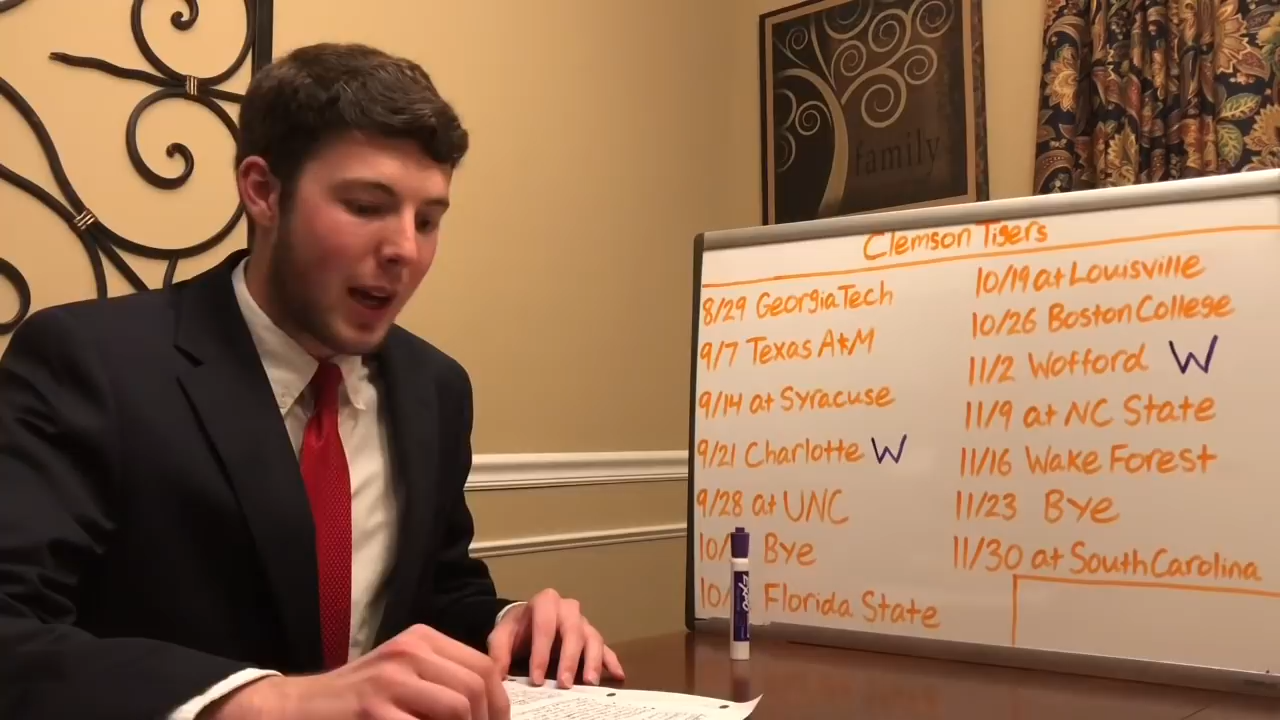 family
Clemson Tigers
8/29 Georgia Tech
9/7 Texas A&M
9/14 at Syracuse
9/21 Charlotte W
9/28 at UNC
10/ Bye
10/ Florida State
10/19 at Louisville
10/26 Boston College
11/2 Wofford W
11/9 at NC State
11/16 Wake Forest
11/23 Bye
11/30 at South Carolina
EXPO